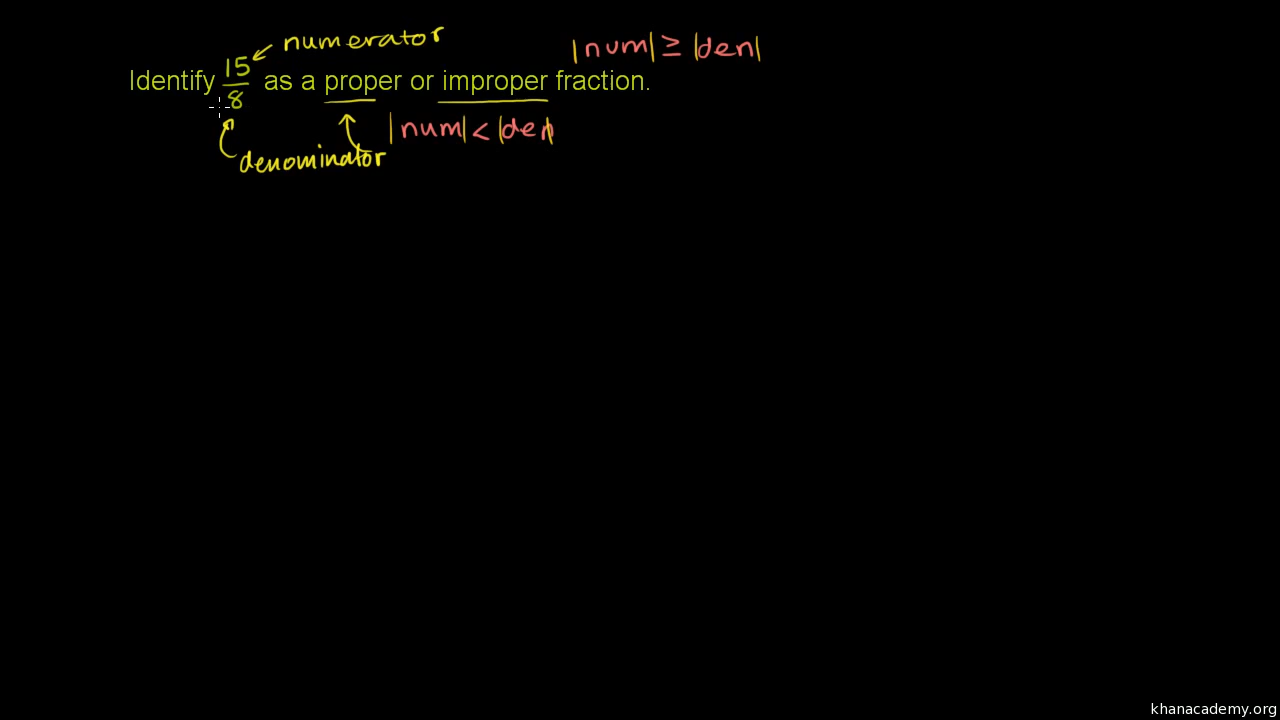 numerator
|num| ≥ |den|
Identify 15/8 as a proper or improper fraction.
|num| < |den|
denominator
khanacademy.org